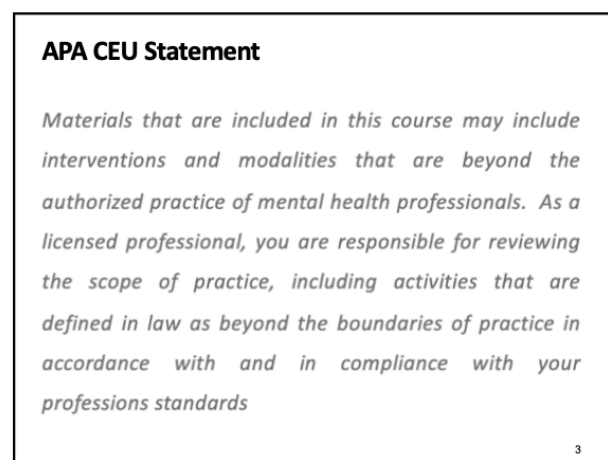 APA CEU Statement
Materials that are included in this course may include
interventions and modalities that are beyond the
authorized practice of mental health professionals.  As a
licensed professional, you are responsible for reviewing
the scope of practice, including activities that are
defined in law as beyond the boundaries of practice in
accordance with and in compliance with your
professions standards
3